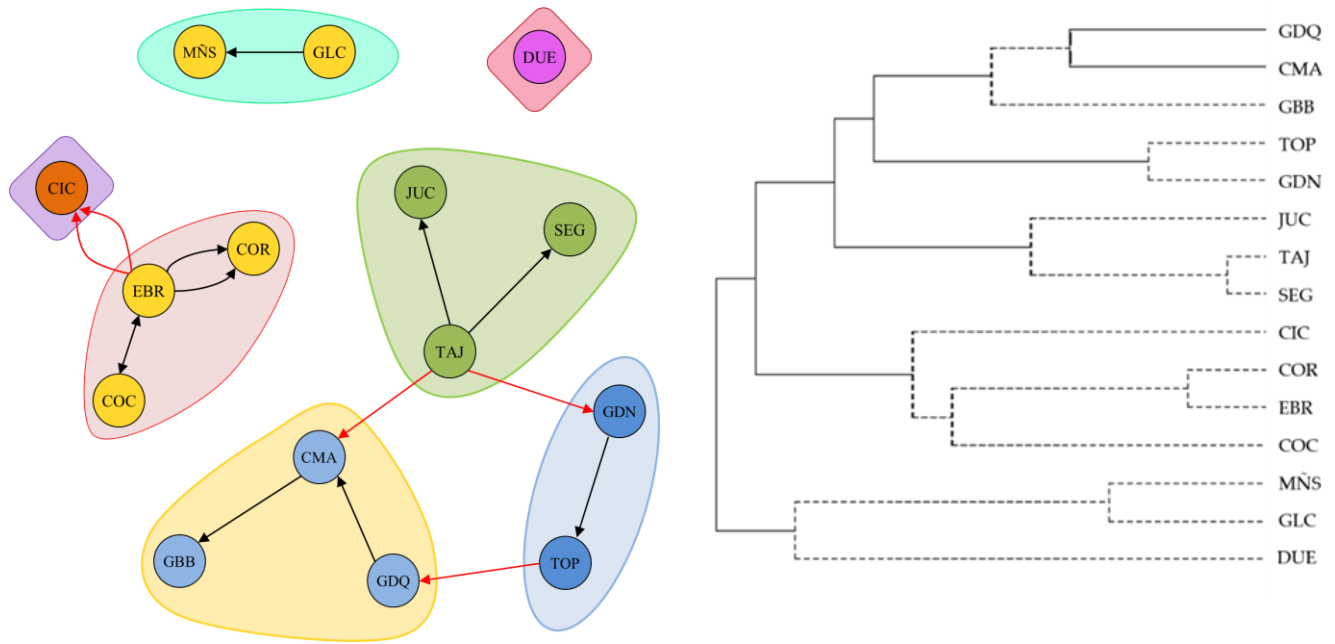 MÑS
GLC
DUE
CIC
COR
EBR
COC
JUC
SEG
TAJ
GDN
CMA
GBB
GDQ
TOP
GDQ
CMA
GBB
TOP
GDN
JUC
TAJ
SEG
CIC
COR
EBR
COC
MÑS
GLC
DUE